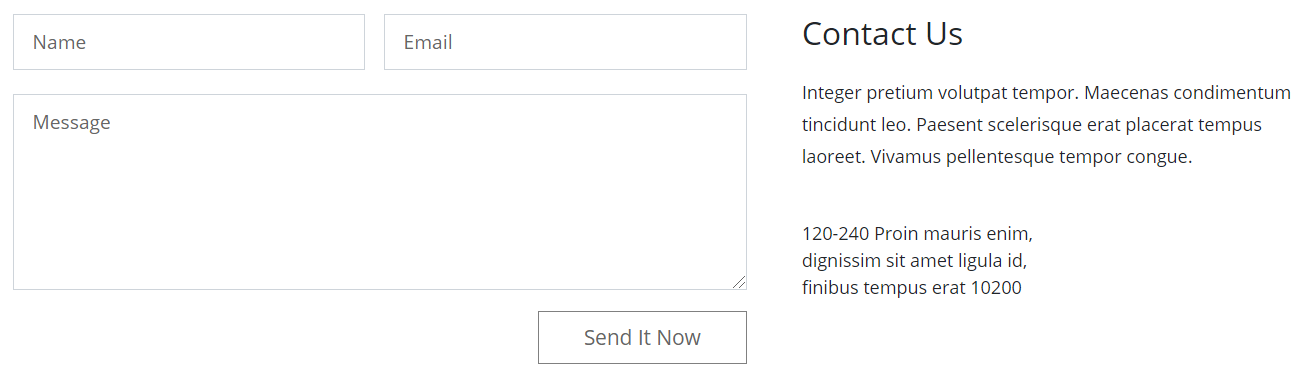 Name
Email
Message
Send It Now
Contact Us
Integer pretium volutpat tempor. Maecenas condimentum
tincidunt leo. Paesent scelerisque erat placerat tempus
laoreet. Vivamus pellentesque tempor congue.
120-240 Proin mauris enim,
dignissim sit amet ligula id,
finibus tempus erat 10200